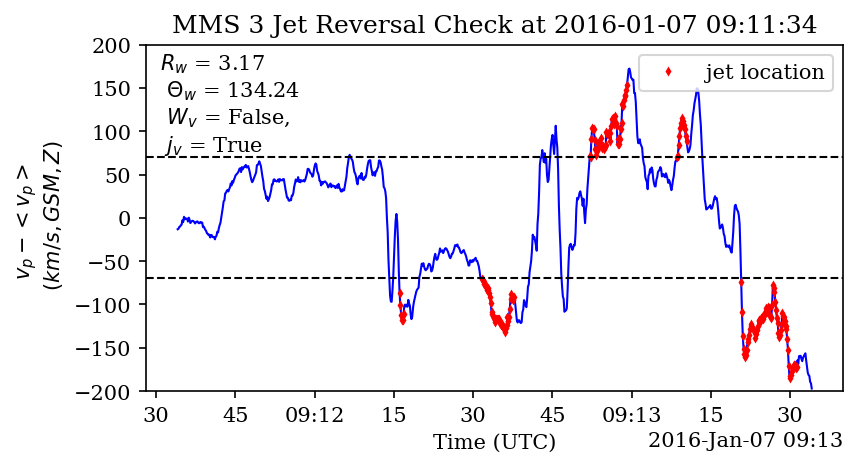 MMS 3 Jet Reversal Check at 2016-01-07 09:11:34
R_w = 3.17
Θ_w = 134.24
W_v = False,
j_v = True
jet location
200
150
100
50
0
−50
−100
−150
−200
v_p − <v_p>
(km/s, GSM, Z)
30 45 09:12 15 30 45 09:13 15 30
Time (UTC)
2016-Jan-07 09:13